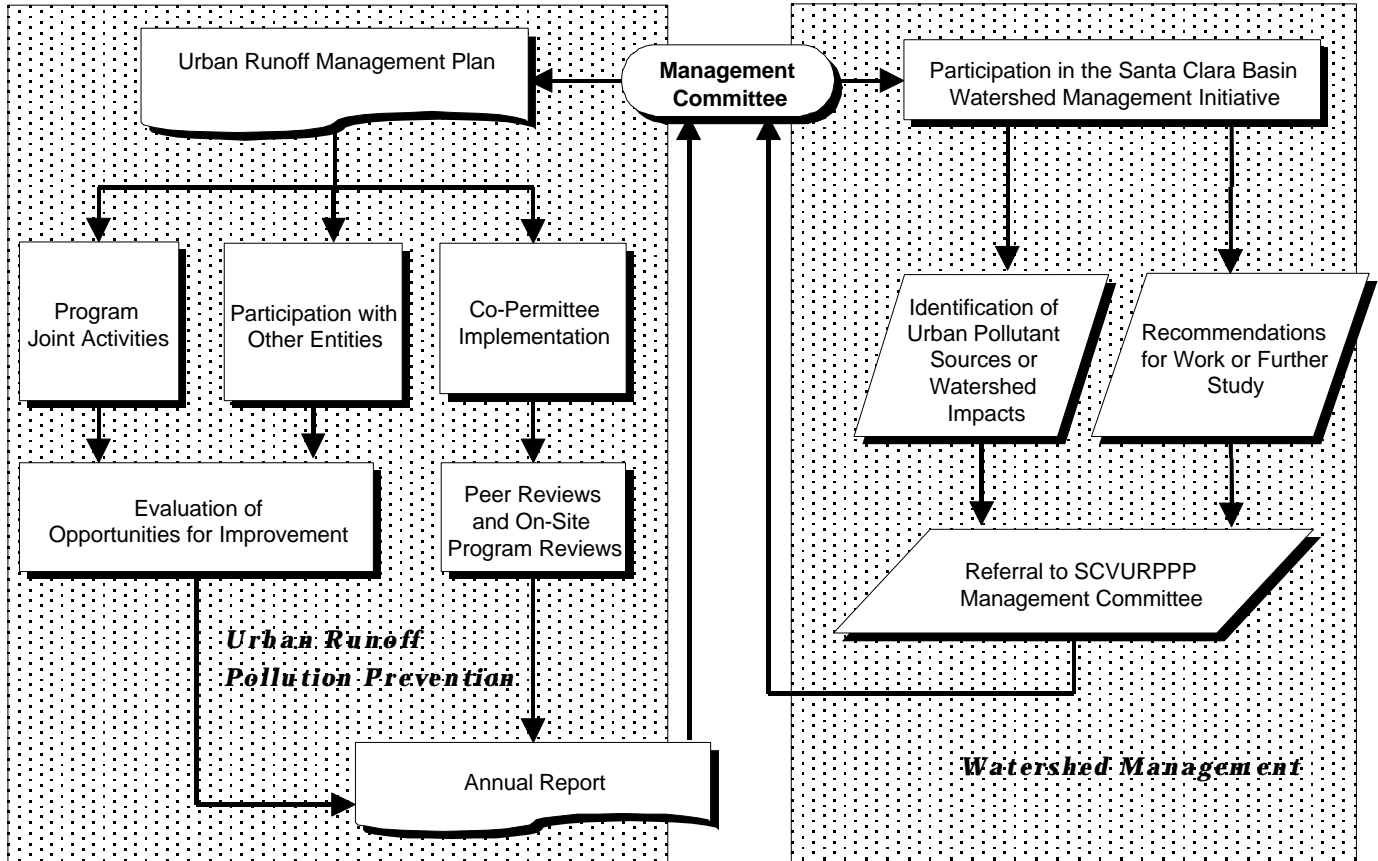 Urban Runoff Management Plan
Management
Committee
Participation in the Santa Clara Basin
Watershed Management Initiative
Program
Joint Activities
Participation with
Other Entities
Co-Permittee
Implementation
Identification of
Urban Pollutant
Sources or
Watershed
Impacts
Recommendations
for Work or Further
Study
Evaluation of
Opportunities for Improvement
Peer Reviews
and On-Site
Program Reviews
Referral to SCVURPPP
Management Committee
Urban Runoff
Pollution Prevention
Annual Report
Watershed Management